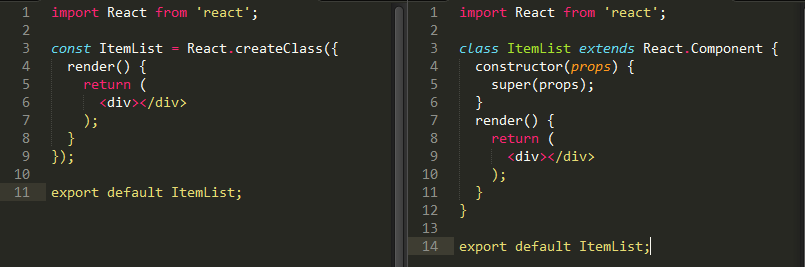 1 import React from 'react';
2
3 const ItemList = React.createClass({
4   render() {
5     return (
6       <div></div>
7     );
8   }
9 });
10
11 export default ItemList;
1 import React from 'react';
2
3 class ItemList extends React.Component {
4   constructor(props) {
5     super(props);
6   }
7   render() {
8     return (
9       <div></div>
10     );
11   }
12 }
13
14 export default ItemList;